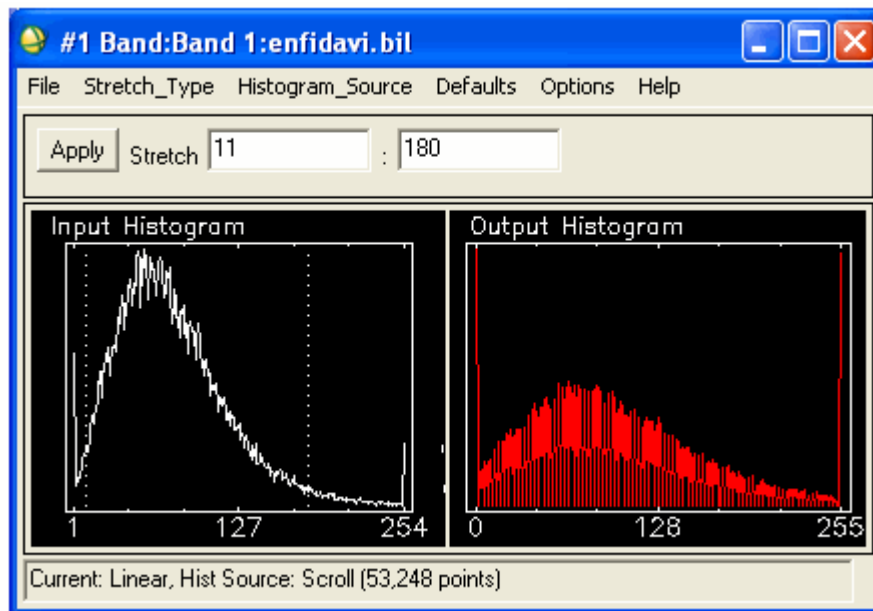 #1 Band:Band 1:enfidavi.bil
File Stretch_Type Histogram_Source Defaults Options Help
Apply Stretch 11 : 180
Input Histogram Output Histogram
1 127 254 0 128 255
Current: Linear, Hist Source: Scroll (53,248 points)